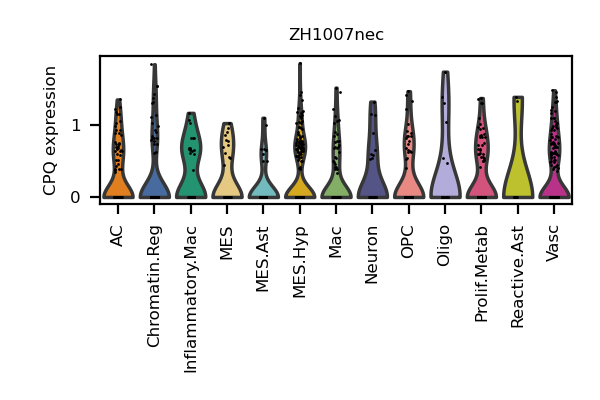 ZH1007nec
CPQ expression
1
0
AC
Chromatin.Reg
Inflammatory.Mac
MES
MES.Ast
MES.Hyp
Mac
Neuron
OPC
Oligo
Prolif.Metab
Reactive.Ast
Vasc